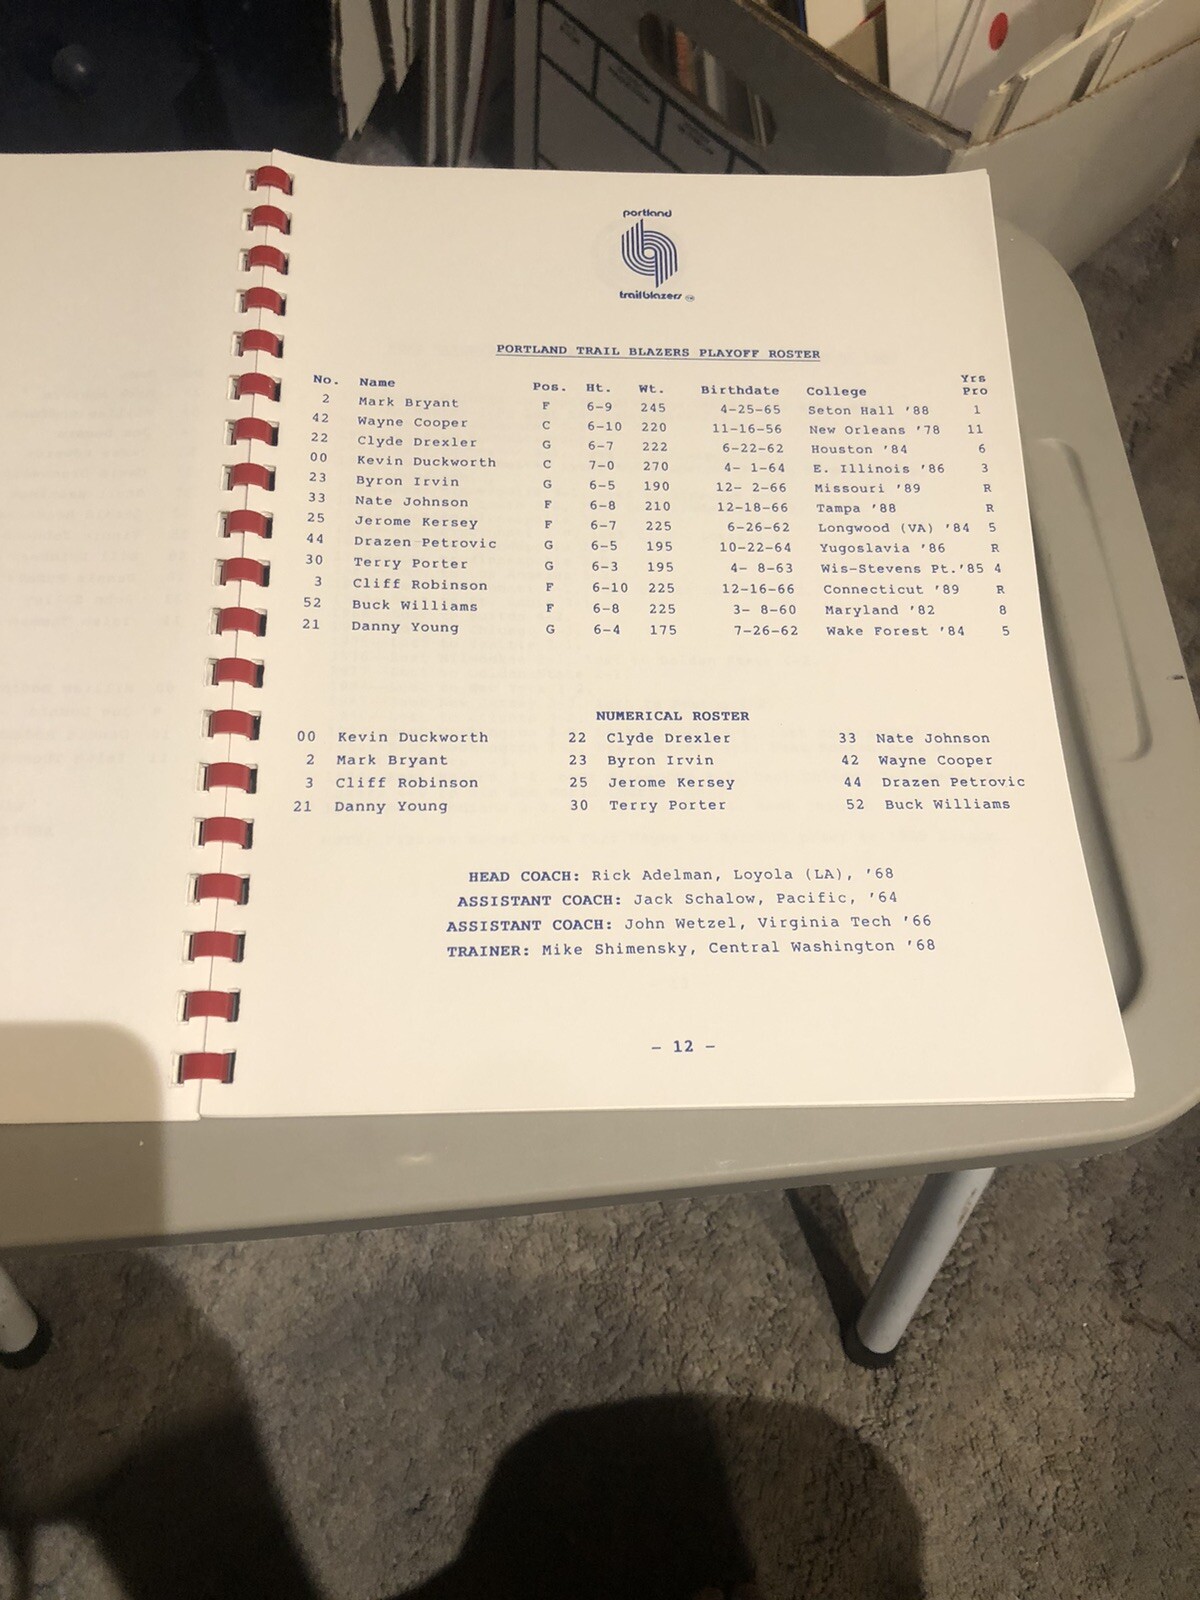 portland
trail blazers
PORTLAND TRAIL BLAZERS PLAYOFF ROSTER
No. Name Pos. Ht. Wt. Birthdate College Yrs Pro
2 Mark Bryant F 6-9 245 4-25-65 Seton Hall '88 1
42 Wayne Cooper C 6-10 220 11-16-56 New Orleans '78 11
22 Clyde Drexler G 6-7 222 6-22-62 Houston '84 6
00 Kevin Duckworth C 7-0 270 4- 1-64 E. Illinois '86 3
23 Byron Irvin G 6-5 190 12- 2-66 Missouri '89 R
33 Nate Johnson F 6-8 210 12-18-66 Tampa '88 R
25 Jerome Kersey F 6-7 225 6-26-62 Longwood (VA) '84 5
44 Drazen Petrovic G 6-5 195 10-22-64 Yugoslavia '86 R
30 Terry Porter G 6-3 195 4- 8-63 Wis-Stevens Pt.'85 4
3 Cliff Robinson F 6-10 225 12-16-66 Connecticut '89 R
52 Buck Williams F 6-8 225 3- 8-60 Maryland '82 8
21 Danny Young G 6-4 175 7-26-62 Wake Forest '84 5
NUMERICAL ROSTER
00 Kevin Duckworth 22 Clyde Drexler 33 Nate Johnson
2 Mark Bryant 23 Byron Irvin 42 Wayne Cooper
3 Cliff Robinson 25 Jerome Kersey 44 Drazen Petrovic
21 Danny Young 30 Terry Porter 52 Buck Williams
HEAD COACH: Rick Adelman, Loyola (LA), '68
ASSISTANT COACH: Jack Schalow, Pacific, '64
ASSISTANT COACH: John Wetzel, Virginia Tech '66
TRAINER: Mike Shimensky, Central Washington '68
- 12 -